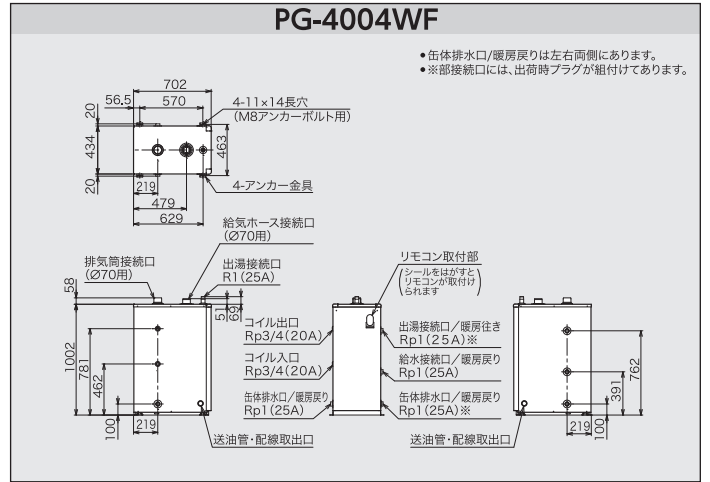 PG-4004WF
•缶体排水口/暖房戻りは左右両側にあります。
•※部接続口には、出荷時プラグが組付けてあります。
702
56.5
570
4-11×14長穴
(M8アンカーボルト用)
20
434
20
463
219
4-アンカー金具
479
629
給気ホース接続口
(Ø70用)
排気筒接続口
(Ø70用)
出湯接続口
R1(25A)
リモコン取付部
(シールをはがすと
リモコンが取付け
られます)
58
51
69
コイル出口
Rp3/4(20A)
出湯接続口/暖房往き
Rp1(25A)※
1002
781
462
コイル入口
Rp3/4(20A)
給水接続口/暖房戻り
Rp1(25A)
762
391
缶体排水口/暖房戻り
Rp1(25A)
缶体排水口/暖房戻り
Rp1(25A)※
100
219
送油管・配線取出口
送油管・配線取出口
219
100